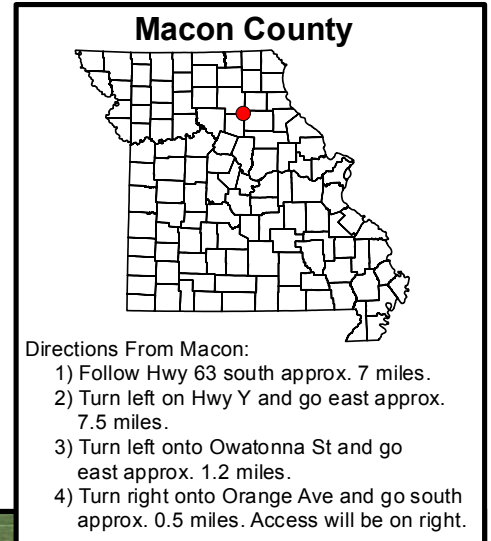 Macon County
Directions From Macon:
1) Follow Hwy 63 south approx. 7 miles.
2) Turn left on Hwy Y and go east approx.
7.5 miles.
3) Turn left onto Owatonna St and go
east approx. 1.2 miles.
4) Turn right onto Orange Ave and go south
approx. 0.5 miles. Access will be on right.